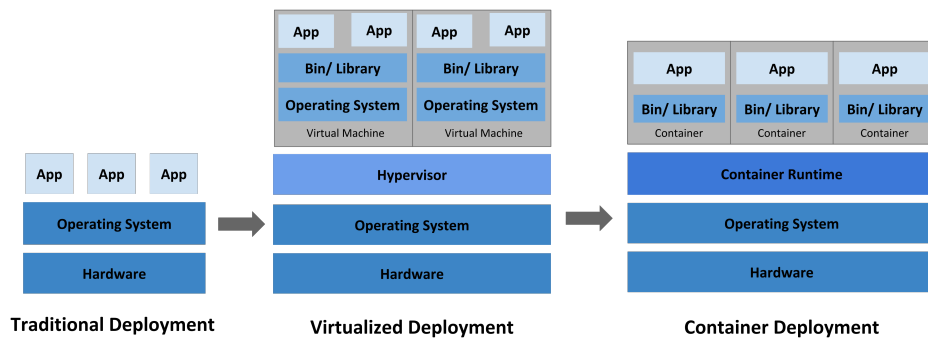 App App App
Operating System
Hardware
Traditional Deployment
App App App App
Bin/ Library Bin/ Library
Operating System Operating System
Virtual Machine Virtual Machine
Hypervisor
Operating System
Hardware
Virtualized Deployment
App App App
Bin/ Library Bin/ Library Bin/ Library
Container Container Container
Container Runtime
Operating System
Hardware
Container Deployment